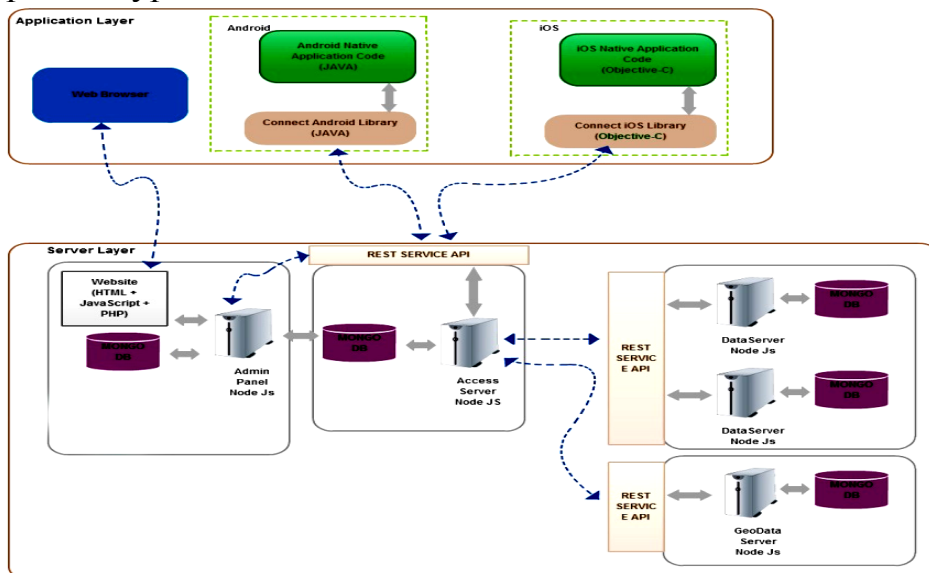 Application Layer
Android
iOS
Android Native
Application Code
(JAVA)
iOS Native Application
Code
(Objective-C)
Web Browser
Connect Android Library
(JAVA)
Connect iOS Library
(Objective-C)
Server Layer
REST SERVICE API
Website
(HTML +
JavaScript +
PHP)
MONGO
DB
Admin
Panel
Node Js
MONGO
DB
Access
Server
Node JS
REST
SERVIC
E API
DataServer
Node Js
MONGO
DB
DataServer
Node Js
MONGO
DB
REST
SERVIC
E API
GeoData
Server
Node Js
MONGO
DB